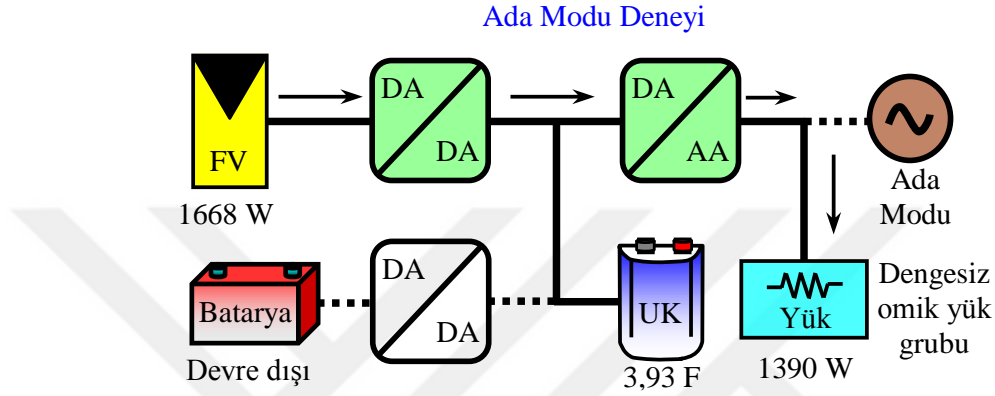 Ada Modu Deneyi
DA
DA
DA
AA
FV
1668 W
Ada
Modu
Batarya
Devre dışı
DA
DA
UK
3,93 F
Yük
1390 W
Dengesiz
omik yük
grubu